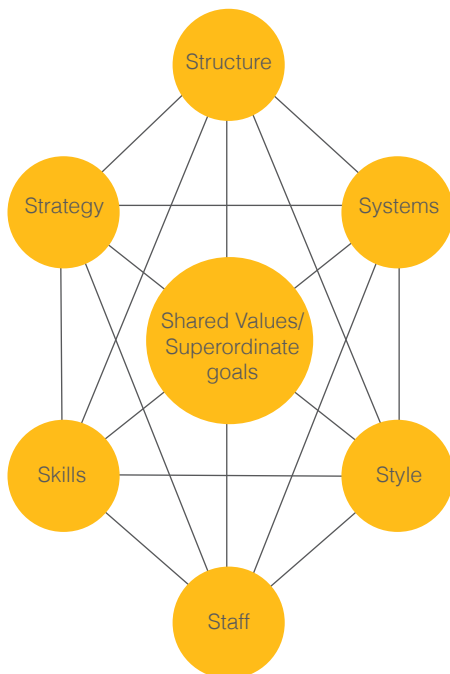 Structure
Strategy
Systems
Shared Values/
Superordinate
goals
Skills
Style
Staff